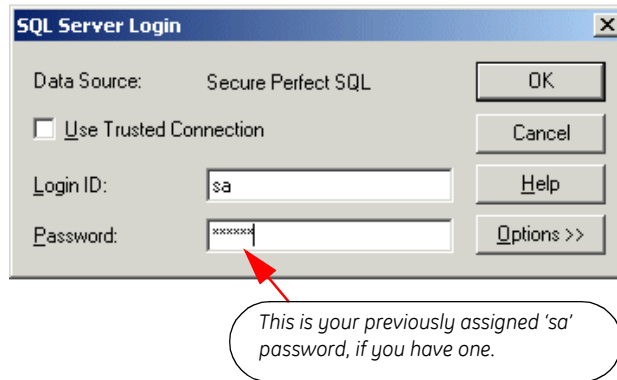 SQL Server Login
Data Source: Secure Perfect SQL OK
Use Trusted Connection Cancel
Login ID: sa Help
Password: ×××××× Options >>
This is your previously assigned ‘sa’
password, if you have one.